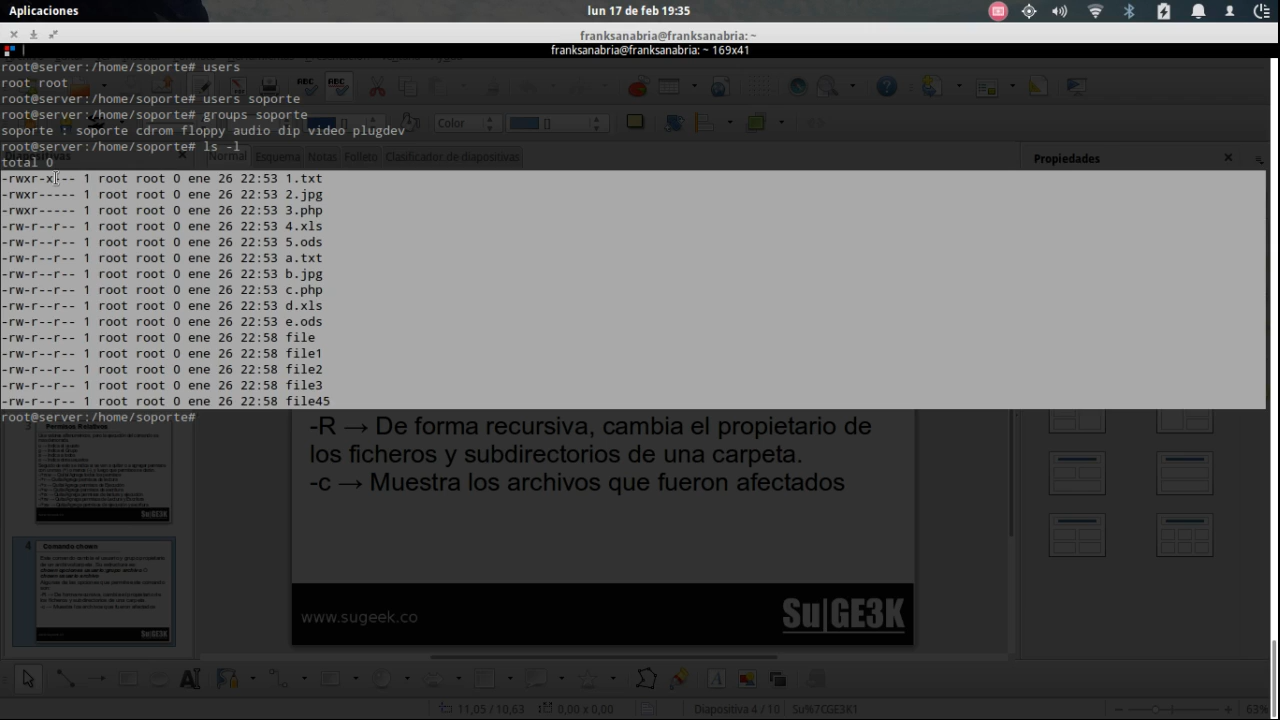 Aplicaciones
lun 17 de feb 19:35
franksanabria@franksanabria: ~
franksanabria@franksanabria: ~ 169x41
root@server:/home/soporte# users
root root
root@server:/home/soporte# users soporte
root@server:/home/soporte# groups soporte
soporte : soporte cdrom floppy audio dip video plugdev
root@server:/home/soporte# ls -l
total 0
-rwxr-x--- 1 root root 0 ene 26 22:53 1.txt
-rwxr----- 1 root root 0 ene 26 22:53 2.jpg
-rwxr----- 1 root root 0 ene 26 22:53 3.php
-rw-r--r-- 1 root root 0 ene 26 22:53 4.xls
-rw-r--r-- 1 root root 0 ene 26 22:53 5.ods
-rw-r--r-- 1 root root 0 ene 26 22:53 a.txt
-rw-r--r-- 1 root root 0 ene 26 22:53 b.jpg
-rw-r--r-- 1 root root 0 ene 26 22:53 c.php
-rw-r--r-- 1 root root 0 ene 26 22:53 d.xls
-rw-r--r-- 1 root root 0 ene 26 22:53 e.ods
-rw-r--r-- 1 root root 0 ene 26 22:58 file
-rw-r--r-- 1 root root 0 ene 26 22:58 file1
-rw-r--r-- 1 root root 0 ene 26 22:58 file2
-rw-r--r-- 1 root root 0 ene 26 22:58 file3
-rw-r--r-- 1 root root 0 ene 26 22:58 file45
root@server:/home/soporte#
Color
Normal Esquema Notas Folleto Clasificador de diapositivas
Propiedades
-R → De forma recursiva, cambia el propietario de
los ficheros y subdirectorios de una carpeta.
-c → Muestra los archivos que fueron afectados
www.sugeek.co
Su|GE3K
Permisos Relativos
Su|GE3K
4
Comando chown
Su|GE3K
11,05 / 10,63
0,00 x 0,00
Diapositiva 4 / 10
Su%7CGE3K1
63%